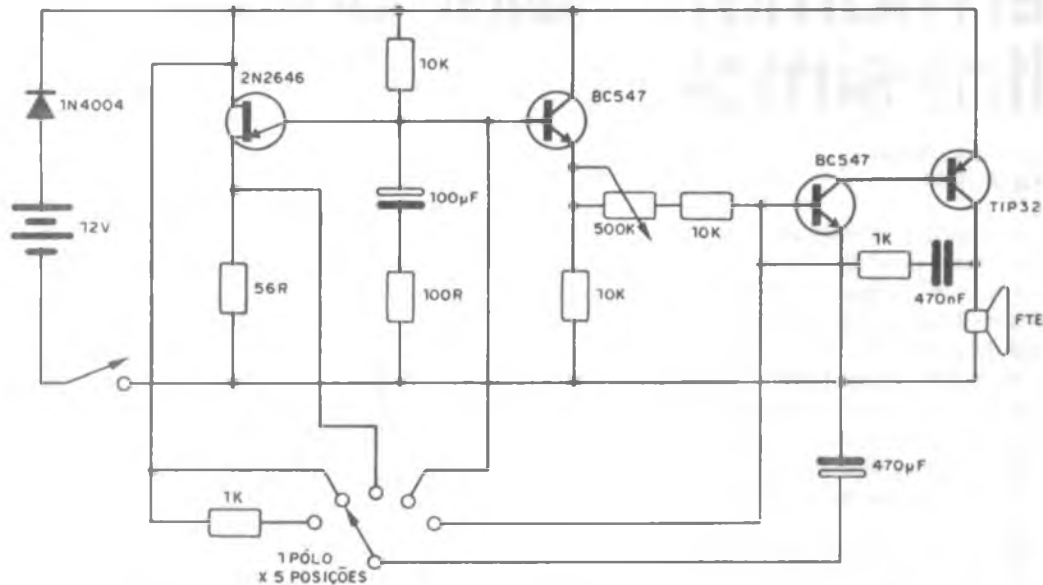 2N2646
10K
BC547
1N4004
BC547
12V
100µF
500K
10K
TIP32
1K
56R
100R
10K
470nF
FTE
470µF
1K
1 PÓLO
X 5 POSIÇÕES